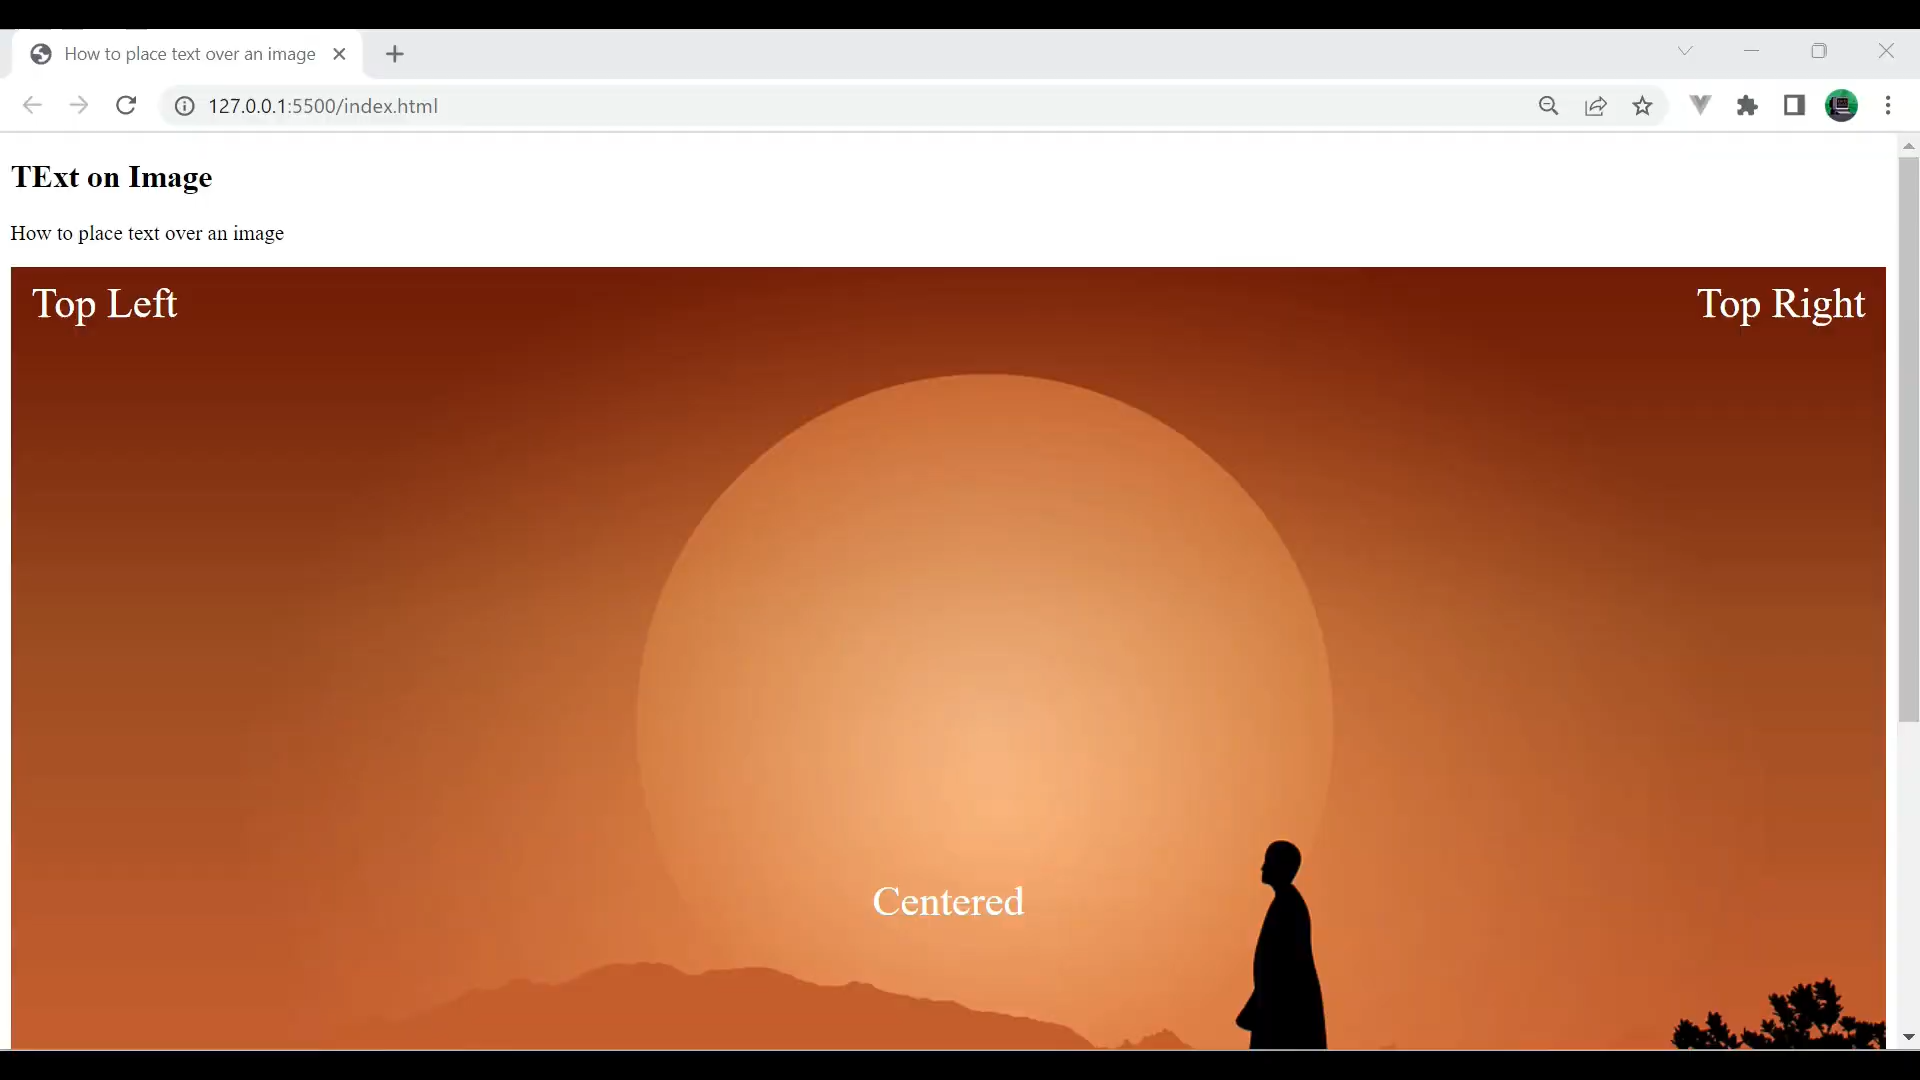 How to place text over an image
127.0.0.1:5500/index.html
TExt on Image
How to place text over an image
Top Left
Top Right
Centered